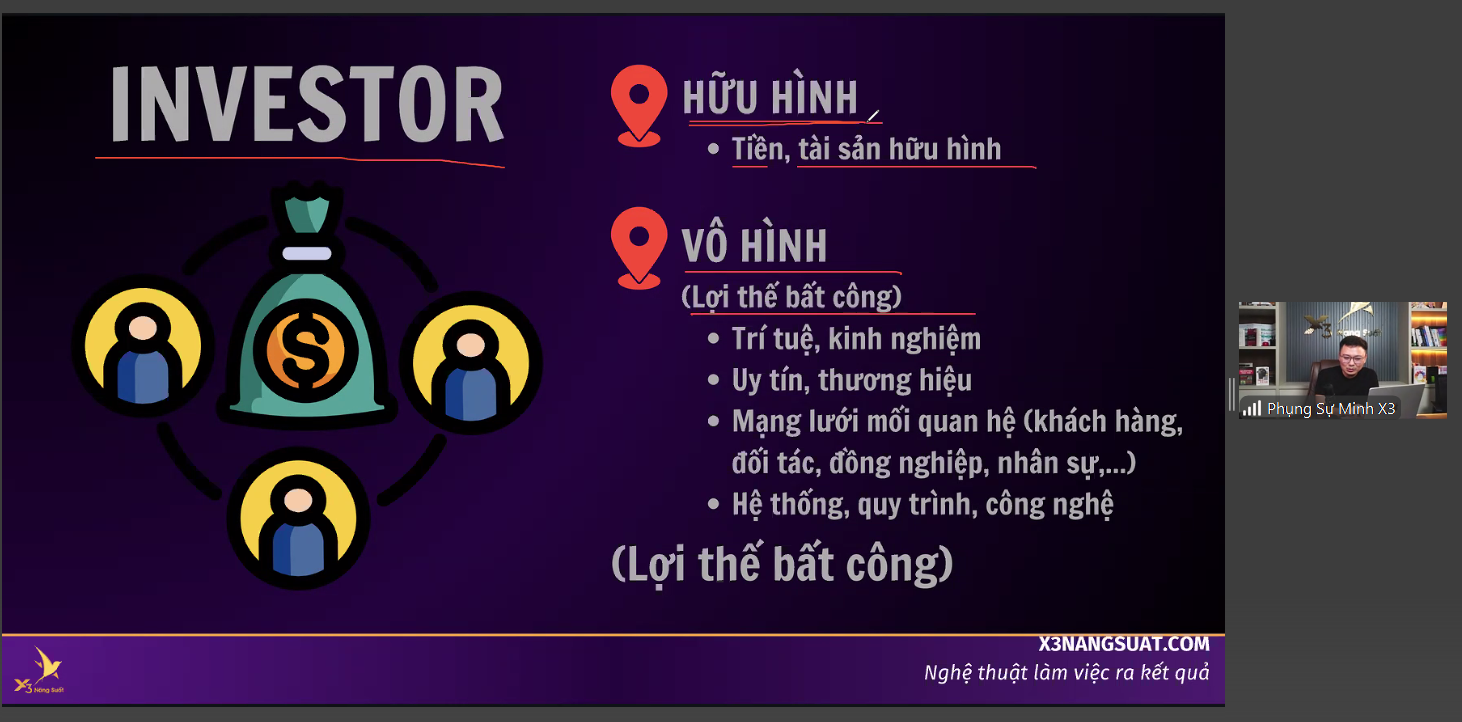 INVESTOR
HỮU HÌNH
• Tiền, tài sản hữu hình
VÔ HÌNH
(Lợi thế bất công)
• Trí tuệ, kinh nghiệm
• Uy tín, thương hiệu
• Mạng lưới mối quan hệ (khách hàng,
đối tác, đồng nghiệp, nhân sự,...)
• Hệ thống, quy trình, công nghệ
(Lợi thế bất công)
X3NANGSUAT.COM
Nghệ thuật làm việc ra kết quả
X3 Năng Suất
$
X3 Năng Suất
Phụng Sự Minh X3